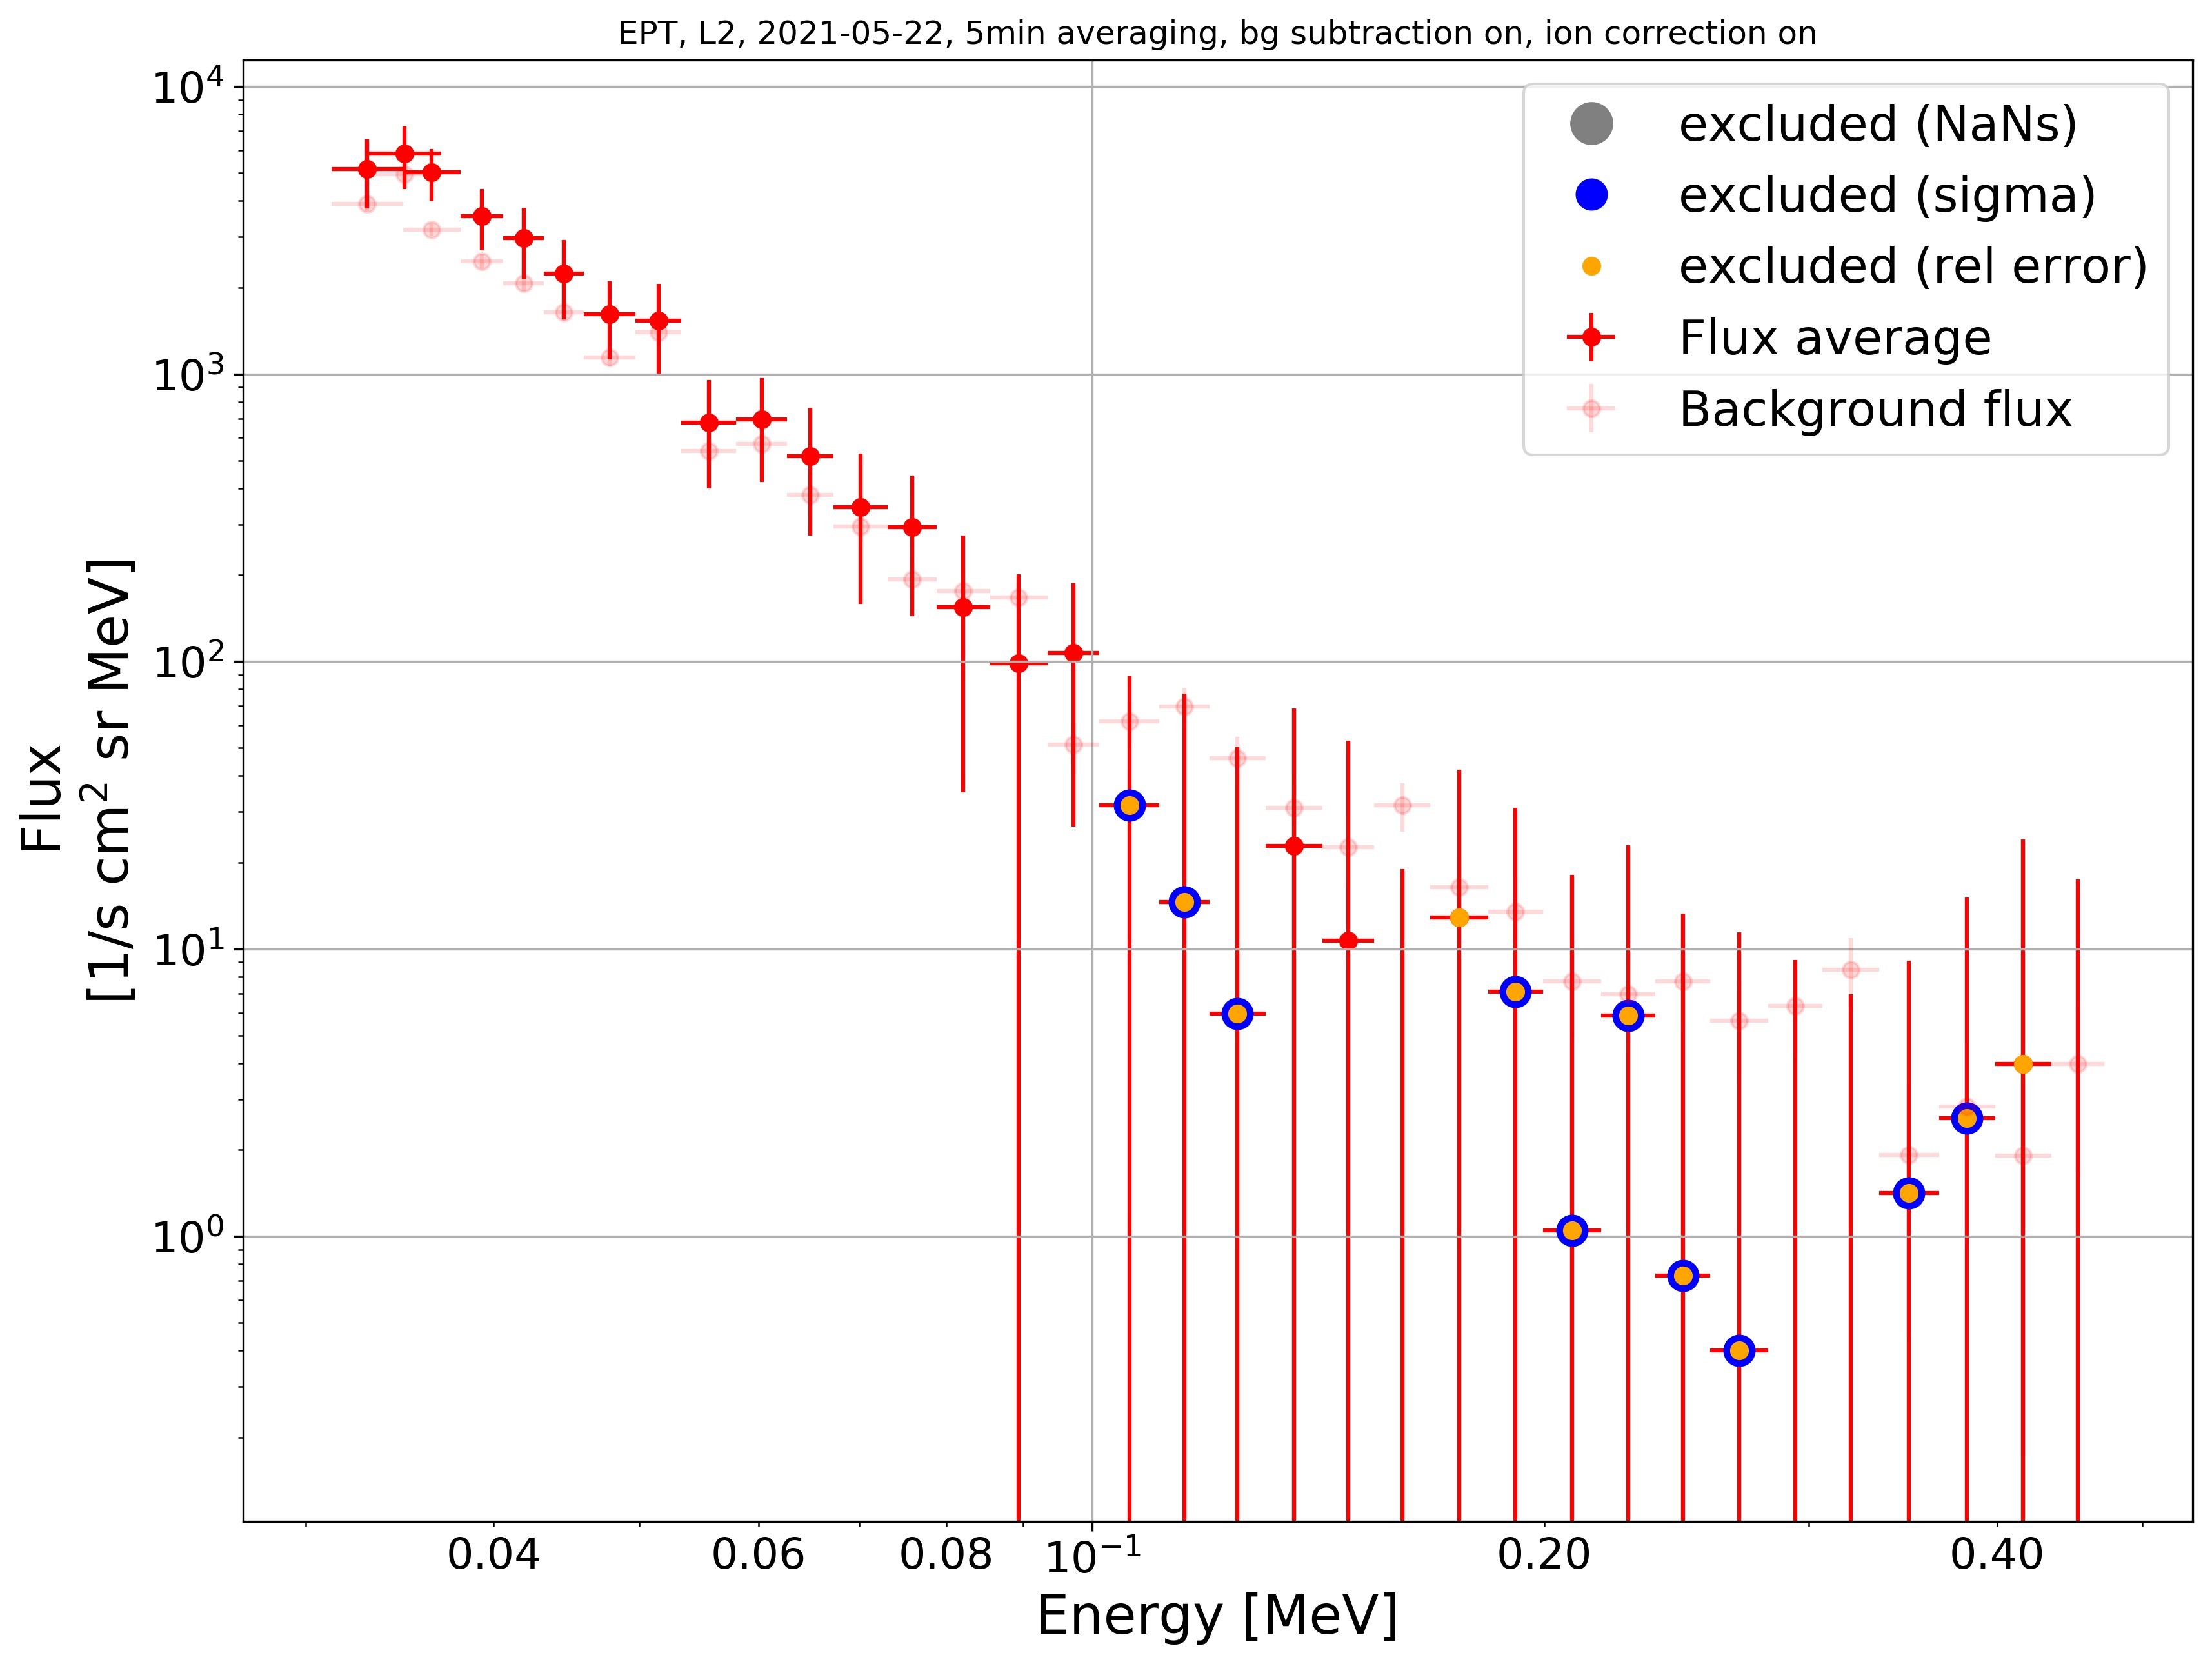 EPT, L2, 2021-05-22, 5min averaging, bg subtraction on, ion correction on
excluded (NaNs)
excluded (sigma)
excluded (rel error)
Flux average
Background flux
Flux
[1/s cm² sr MeV]
10⁴
10³
10²
10¹
10⁰
0.04
0.06
0.08
10⁻¹
0.20
0.40
Energy [MeV]